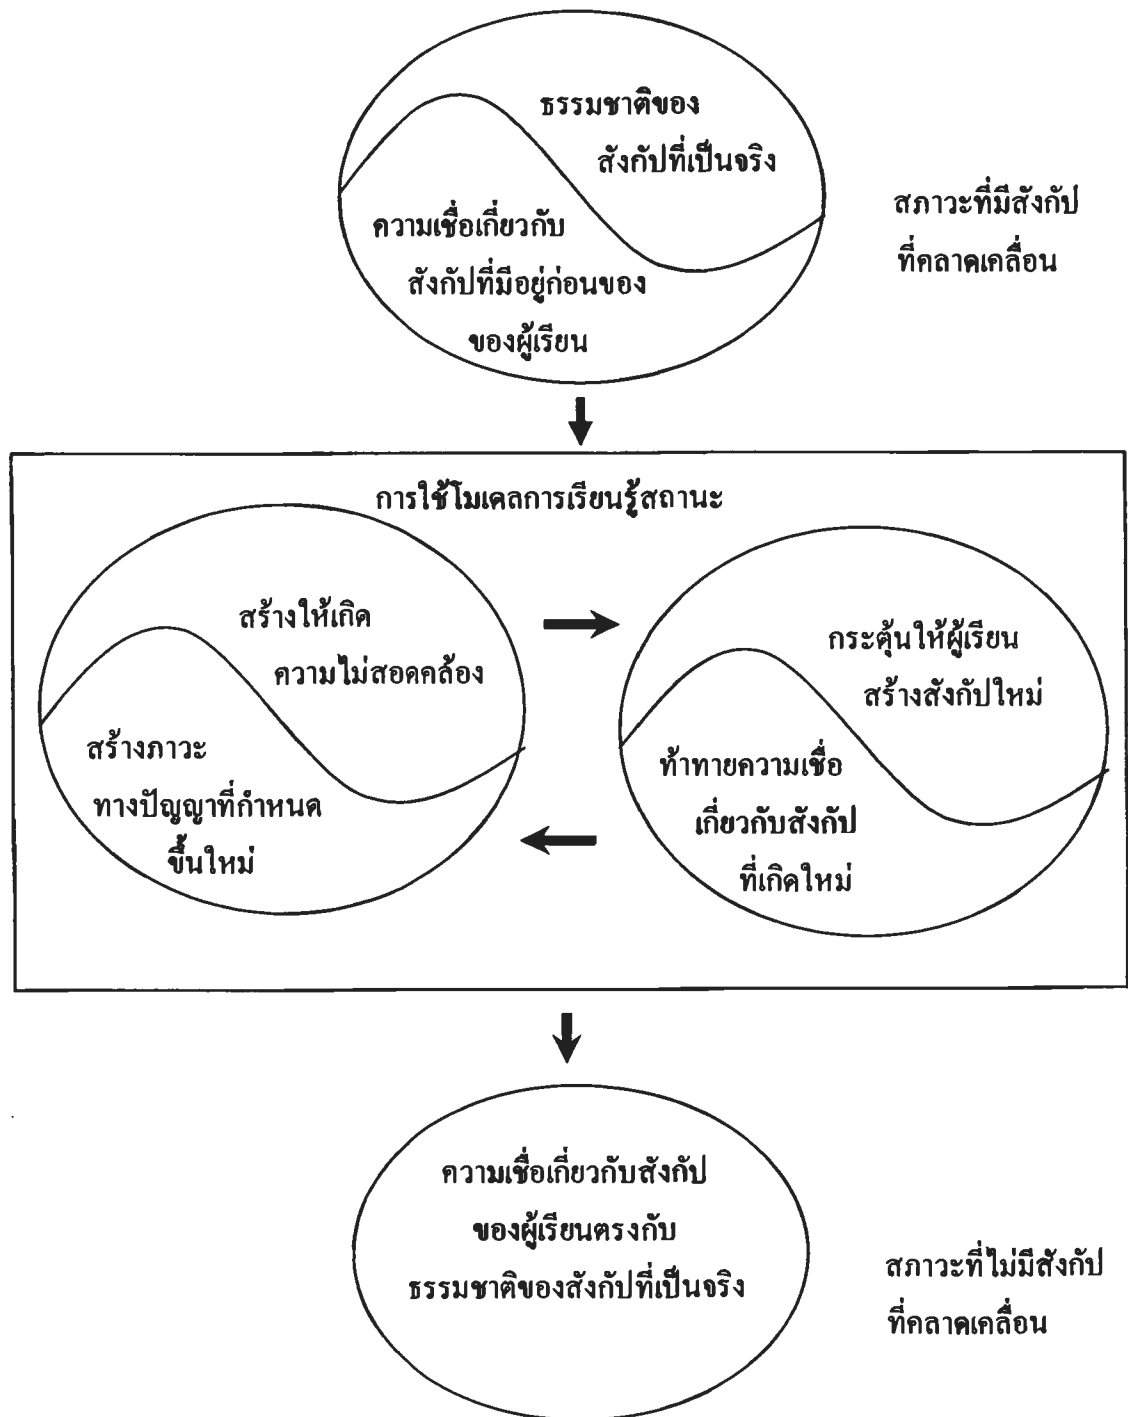 ธรรมชาติของ
สังกัปที่เป็นจริง
ความเชื่อเกี่ยวกับ
สังกัปที่มีอยู่ก่อนของ
ของผู้เรียน
สภาวะที่มีสังกัป
ที่คลาดเคลื่อน
การใช้โมเดลการเรียนรู้สถานะ
สร้างให้เกิด
ความไม่สอดคล้อง
สร้างภาวะ
ทางปัญญาที่กำหนด
ขึ้นใหม่
กระตุ้นให้ผู้เรียน
สร้างสังกัปใหม่
ท้าทายความเชื่อ
เกี่ยวกับสังกัป
ที่เกิดใหม่
ความเชื่อเกี่ยวกับสังกัป
ของผู้เรียนตรงกับ
ธรรมชาติของสังกัปที่เป็นจริง
สภาวะที่ไม่มีสังกัป
ที่คลาดเคลื่อน